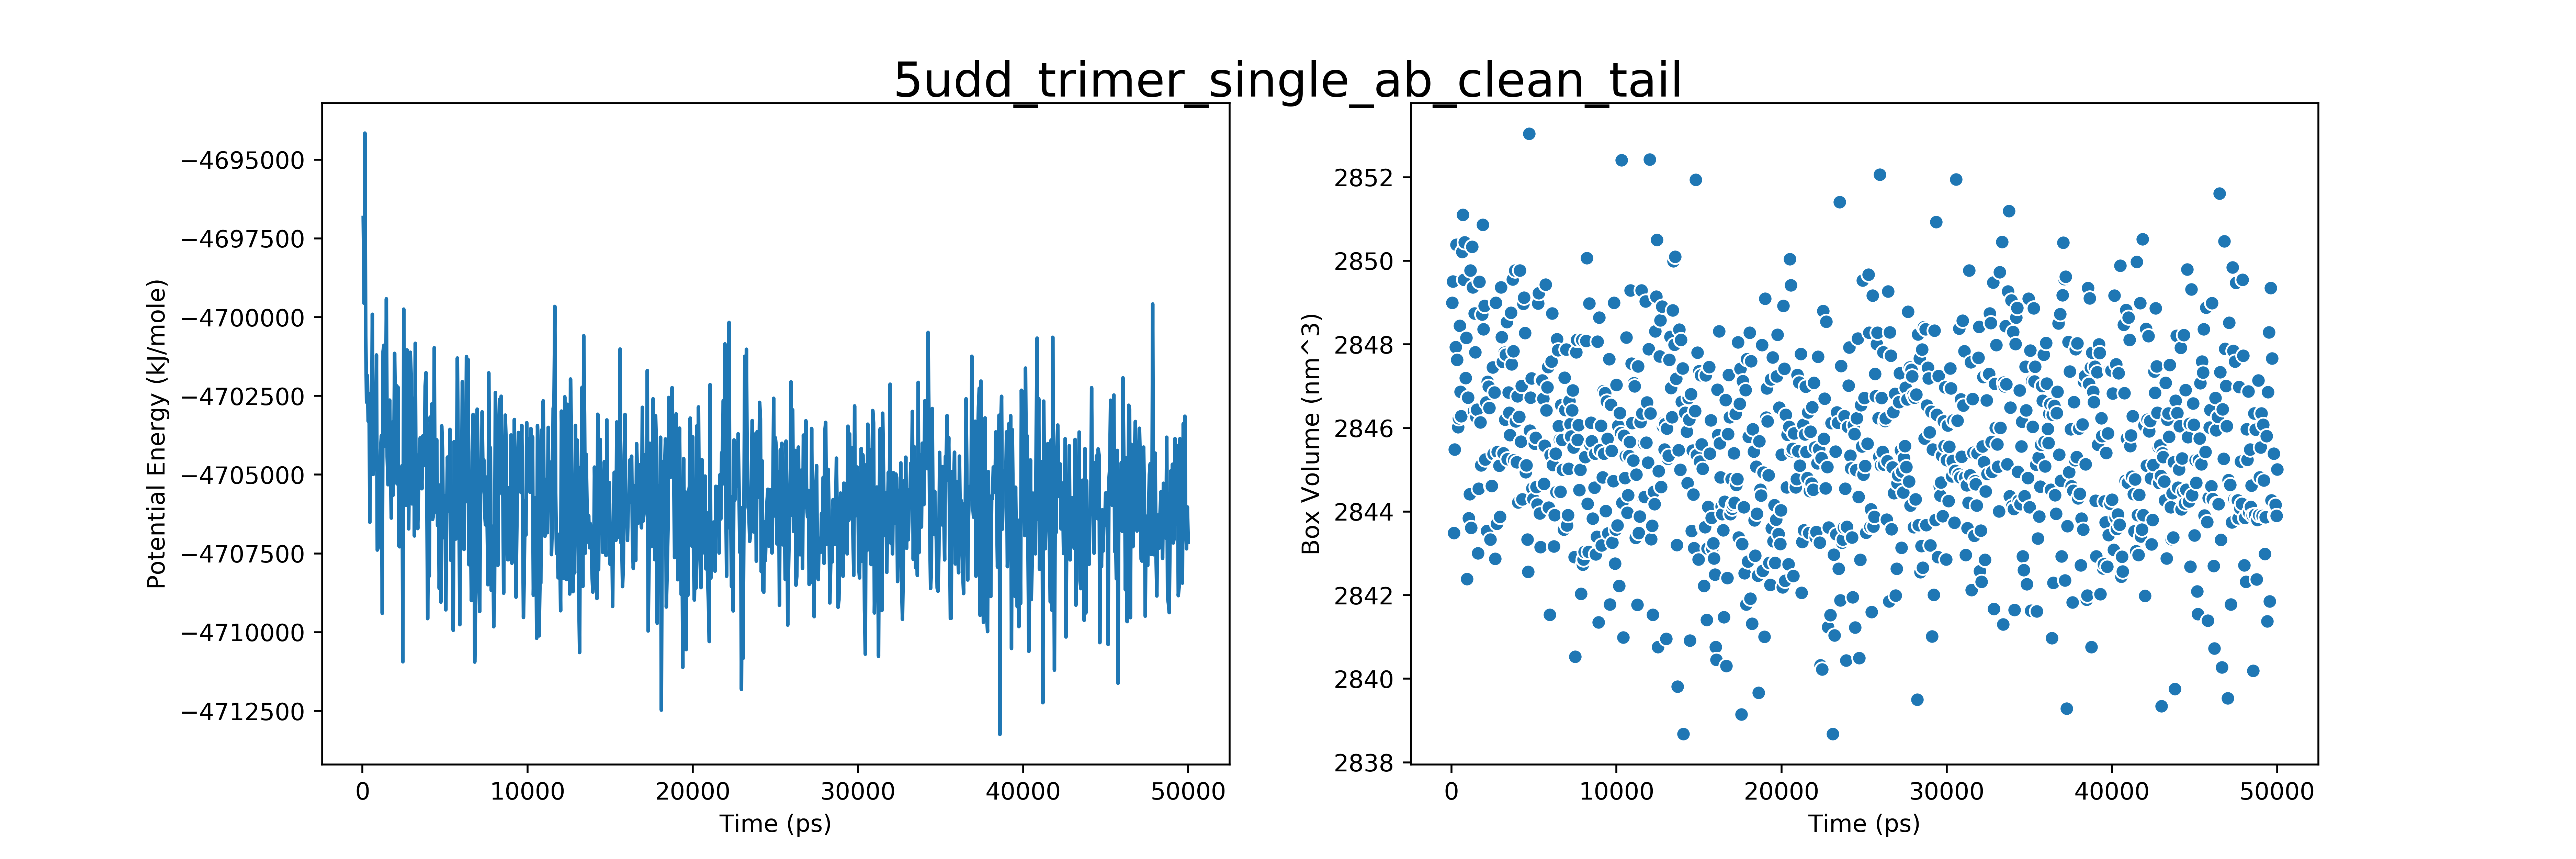 5udd_trimer_single_ab_clean_tail
Potential Energy (kJ/mole)
−4695000
−4697500
−4700000
−4702500
−4705000
−4707500
−4710000
−4712500
0 10000 20000 30000 40000 50000
Time (ps)
Box Volume (nm^3)
2852
2850
2848
2846
2844
2842
2840
2838
0 10000 20000 30000 40000 50000
Time (ps)